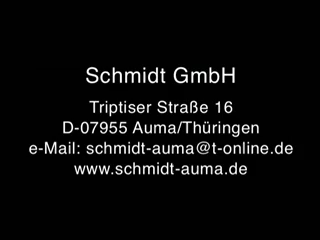 Schmidt GmbH
Triptiser Straße 16
D-07955 Auma/Thüringen
e-Mail: schmidt-auma@t-online.de
www.schmidt-auma.de